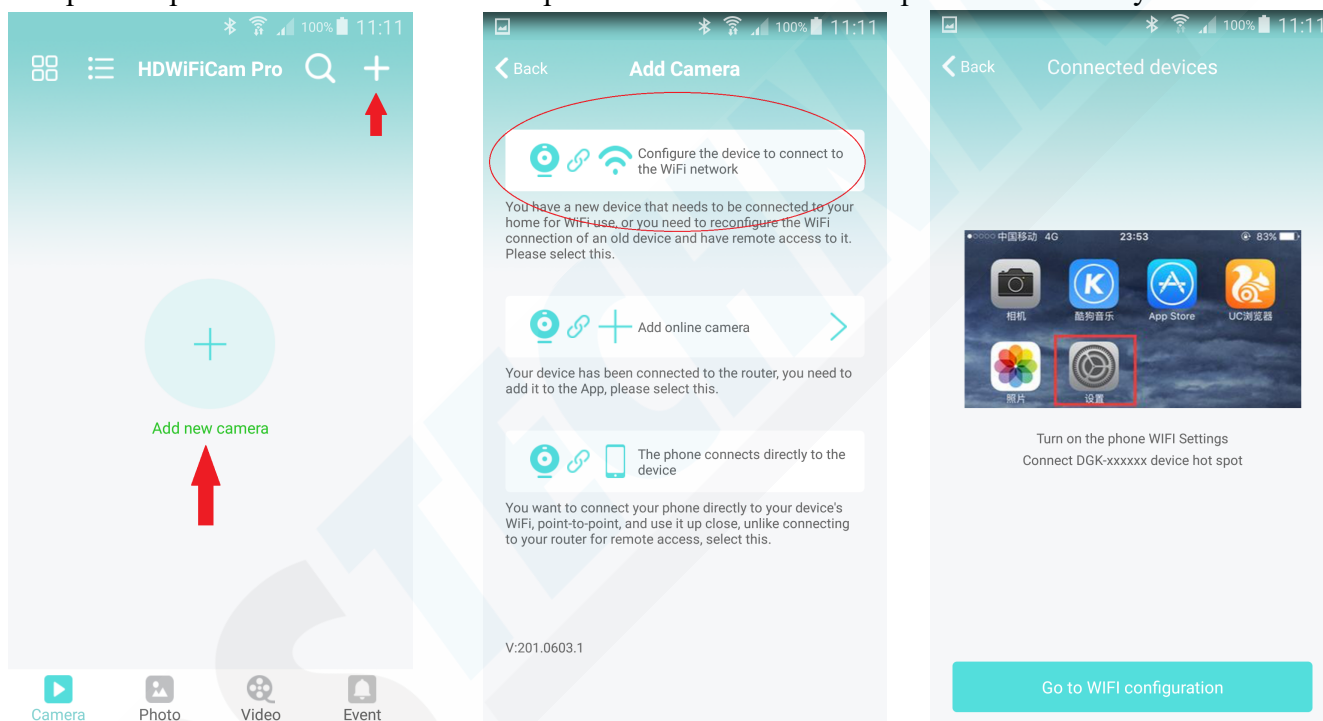 100% 11:11
HDWiFiCam Pro
Add new camera
Camera Photo Video Event
100% 11:11
Back Add Camera
Configure the device to connect to
the WiFi network
You have a new device that needs to be connected to your
home for WiFi use, or you need to reconfigure the WiFi
connection of an old device and have remote access to it.
Please select this.
Add online camera
Your device has been connected to the router, you need to
add it to the App, please select this.
The phone connects directly to the
device
You want to connect your phone directly to your device's
WiFi, point-to-point, and use it up close, unlike connecting
to your router for remote access, select this.
V:201.0603.1
100% 11:11
Back Connected devices
中国移动 4G 23:53 83%
相机 酷狗音乐 App Store UC浏览器
照片 设置
Turn on the phone WIFI Settings
Connect DGK-xxxxxx device hot spot
Go to WIFI configuration